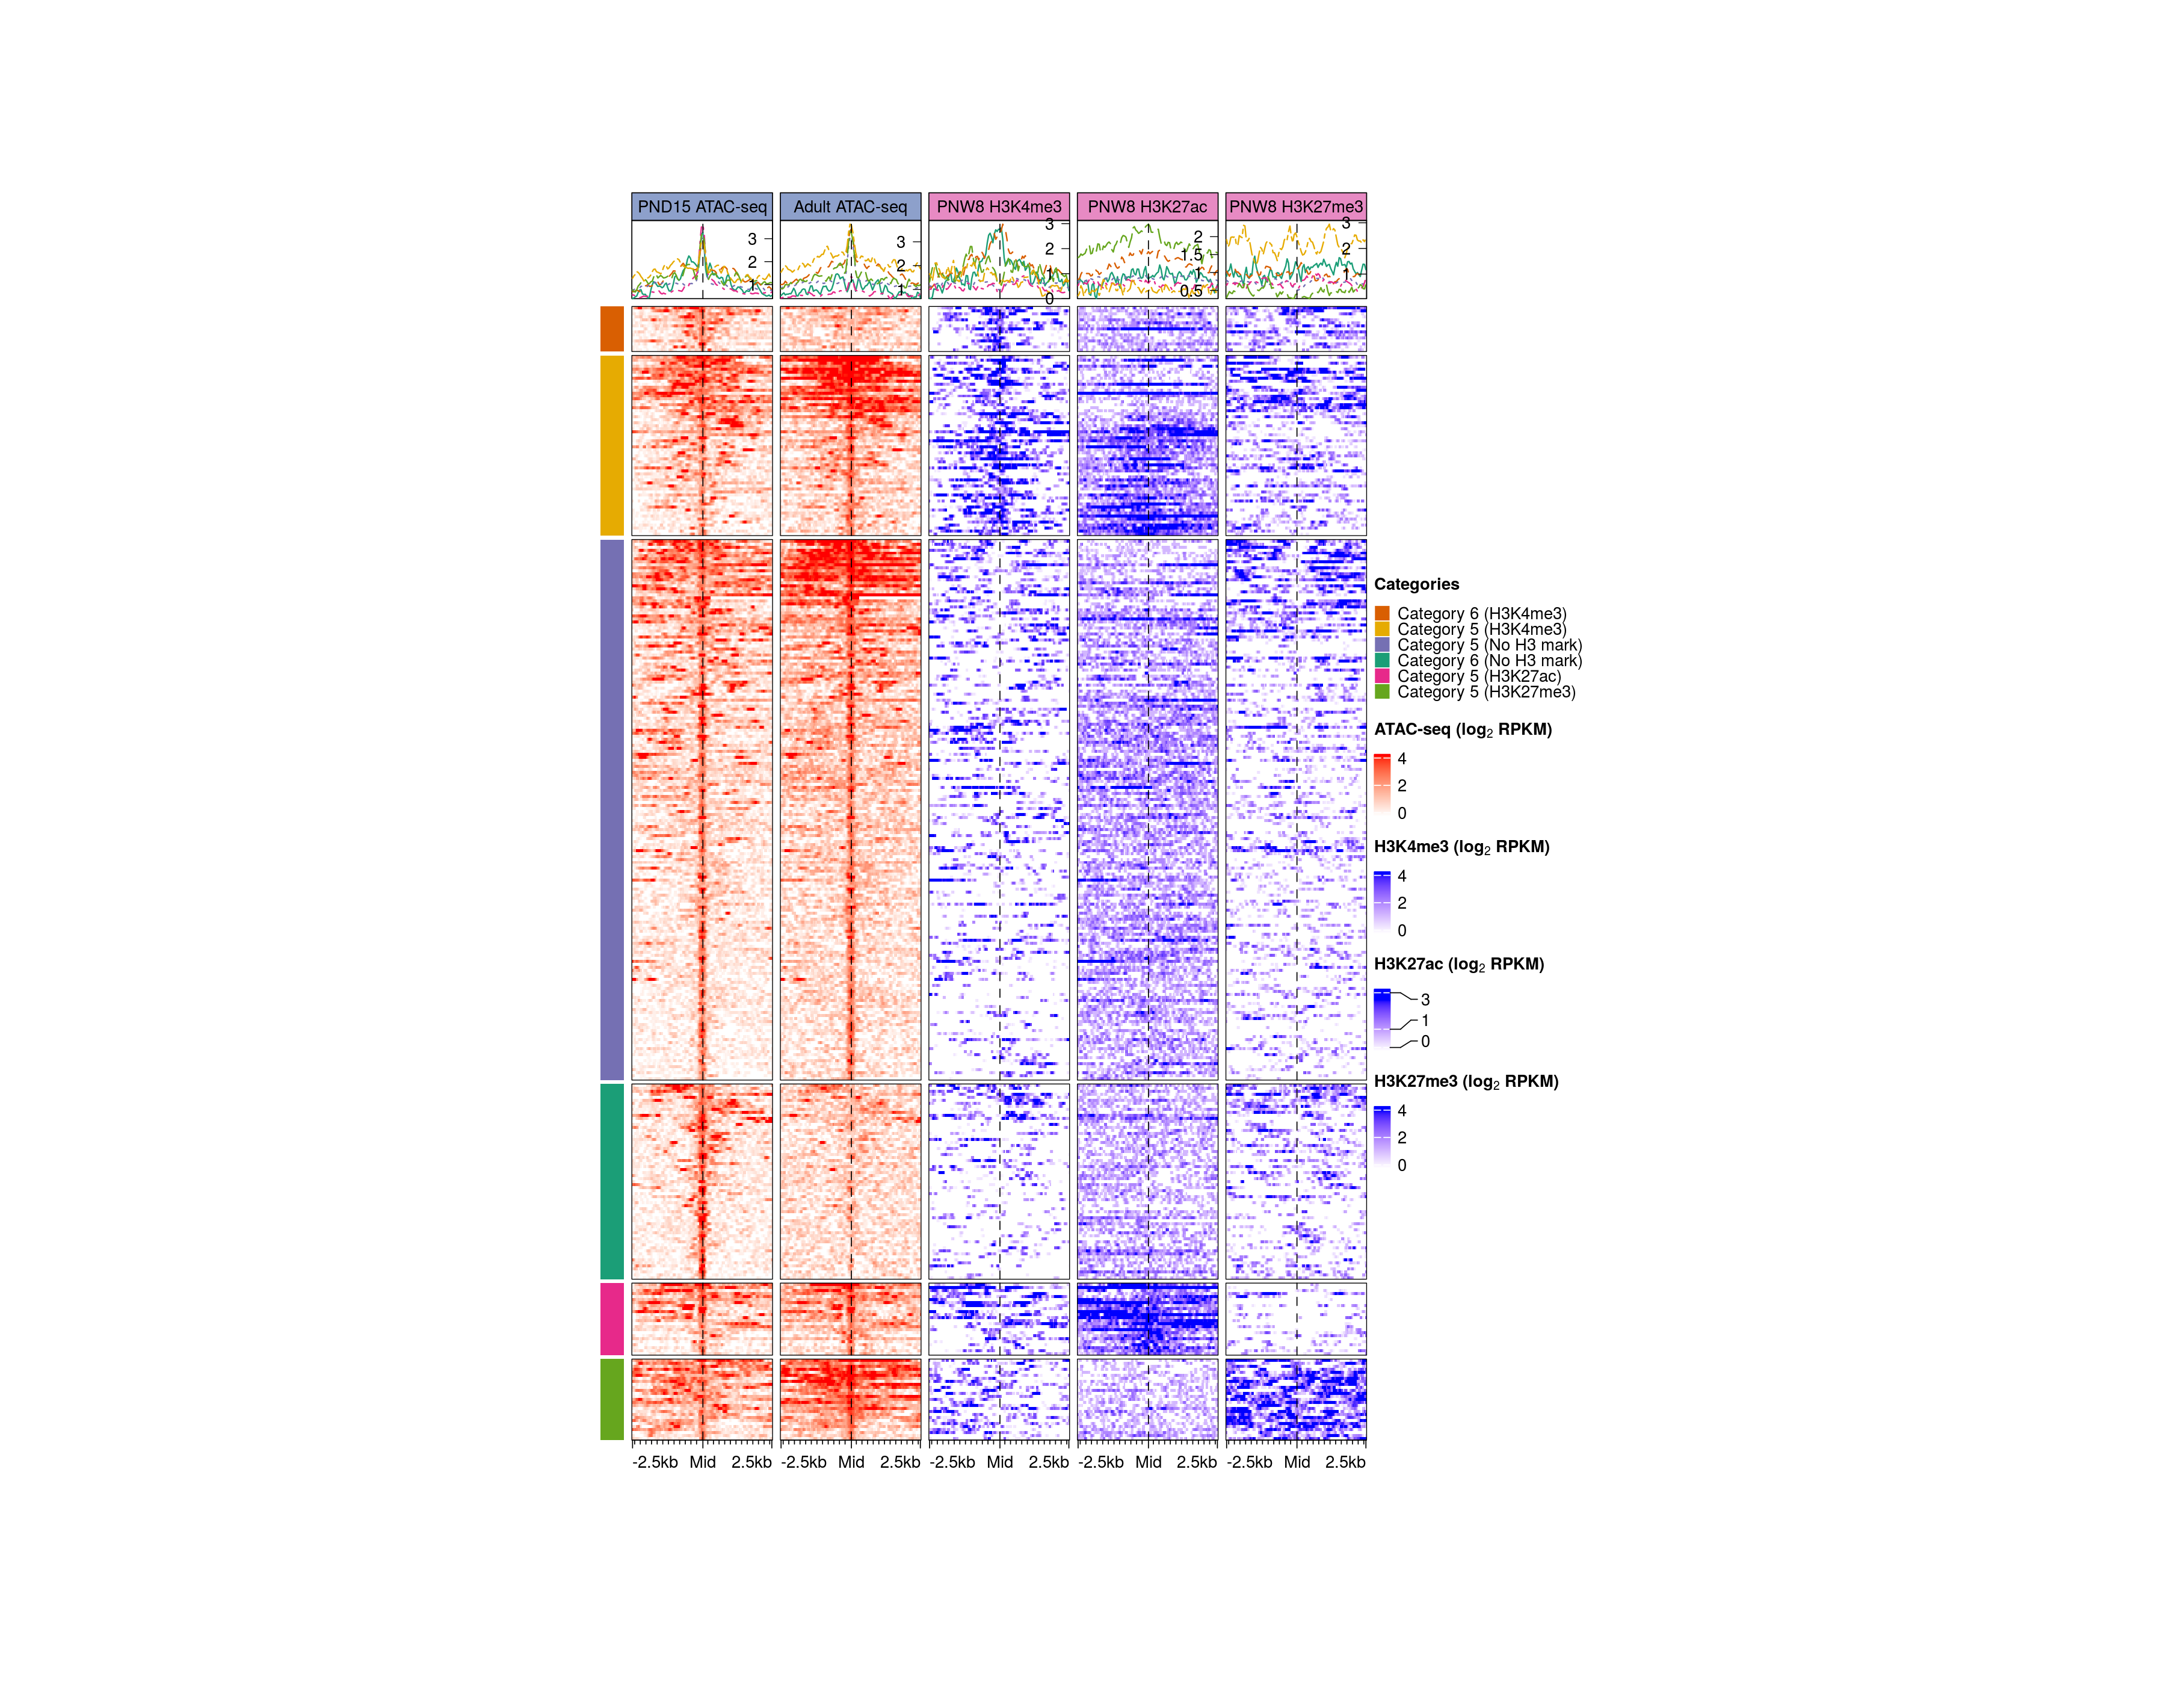 PND15 ATAC-seq Adult ATAC-seq PNW8 H3K4me3 PNW8 H3K27ac PNW8 H3K27me3
3 3 3 2 3
2 2 2 1.5 2
1 1 1 1 1
0 0.5
Categories
Category 6 (H3K4me3)
Category 5 (H3K4me3)
Category 5 (No H3 mark)
Category 6 (No H3 mark)
Category 5 (H3K27ac)
Category 5 (H3K27me3)
ATAC-seq (log2 RPKM)
4
2
0
H3K4me3 (log2 RPKM)
4
2
0
H3K27ac (log2 RPKM)
3
1
0
H3K27me3 (log2 RPKM)
4
2
0
-2.5kb Mid 2.5kb -2.5kb Mid 2.5kb -2.5kb Mid 2.5kb -2.5kb Mid 2.5kb -2.5kb Mid 2.5kb